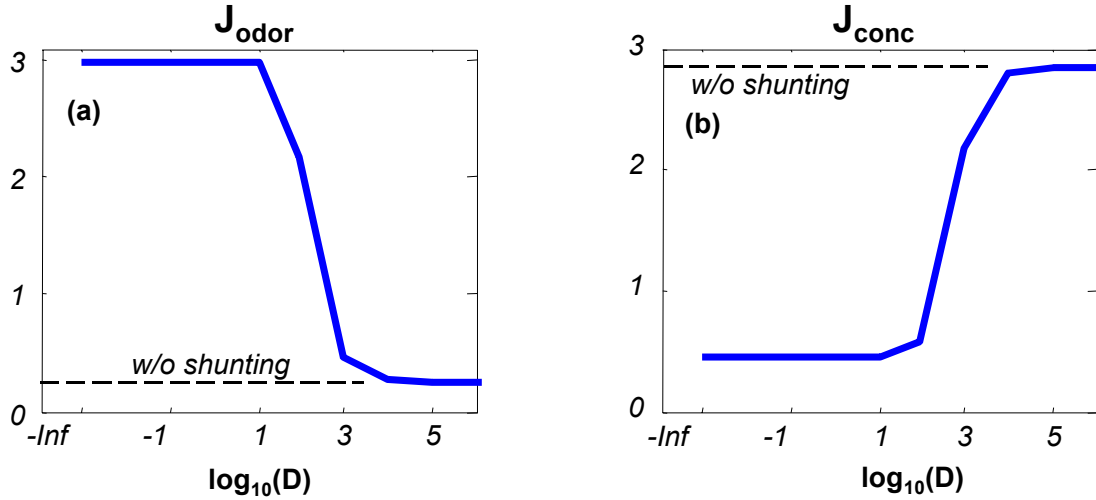 J_odor
3
(a)
2
1
w/o shunting
0
-Inf -1 1 3 5
log₁₀(D)
J_conc
3
w/o shunting
(b)
2
1
0
-Inf -1 1 3 5
log₁₀(D)